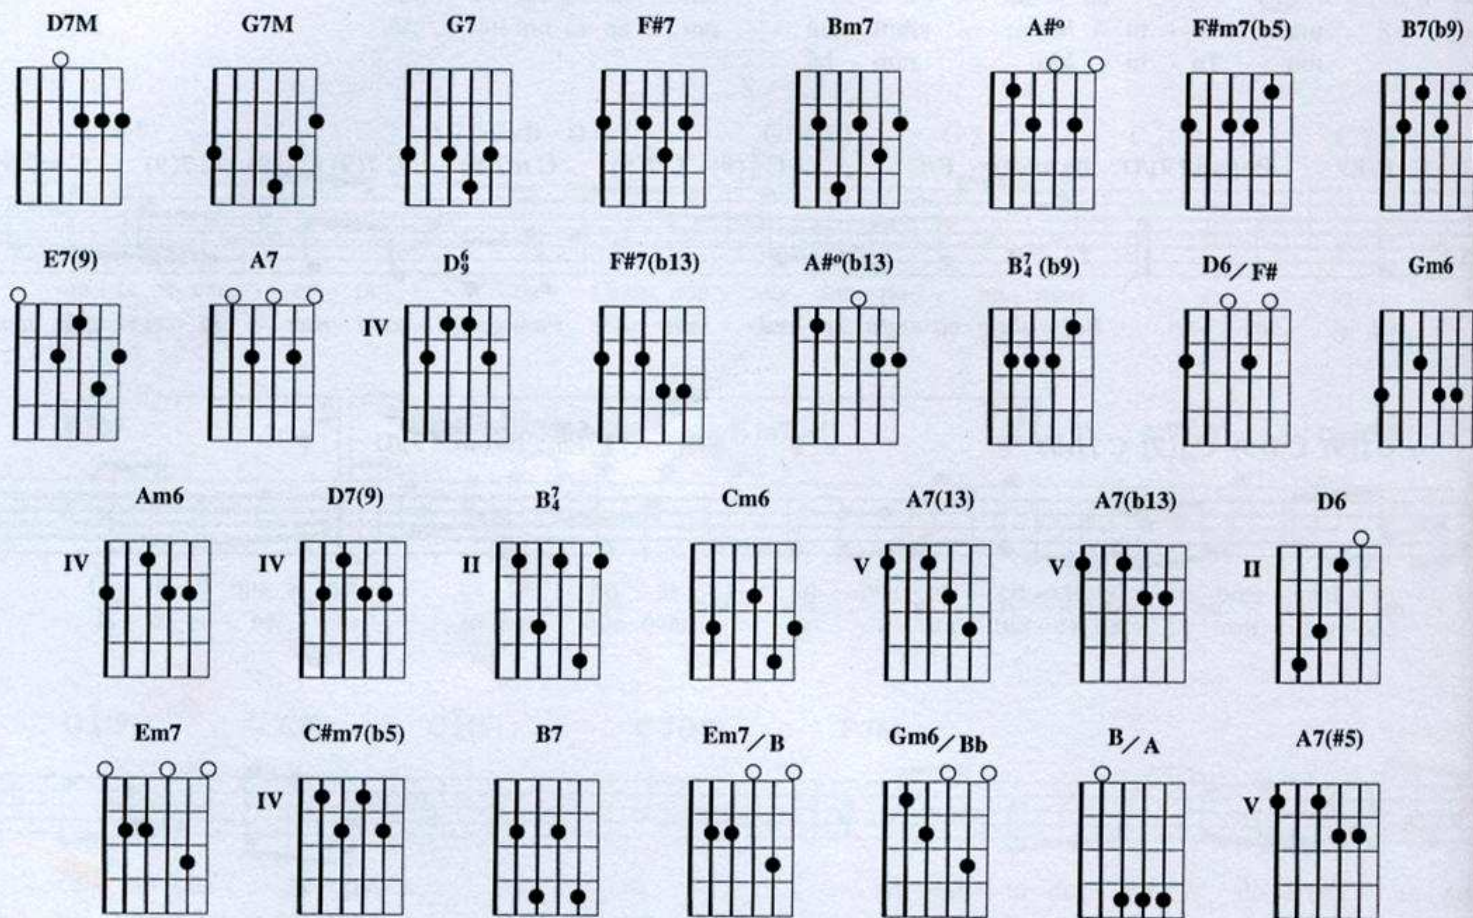 D7M G7M G7 F#7 Bm7 A#º F#m7(b5) B7(b9)
E7(9) A7 D6/9 F#7(b13) A#º(b13) B7/4 (b9) D6/F# Gm6
IV
Am6 D7(9) B7/4 Cm6 A7(13) A7(b13) D6
IV IV II V V II
Em7 C#m7(b5) B7 Em7/B Gm6/Bb B/A A7(#5)
IV V